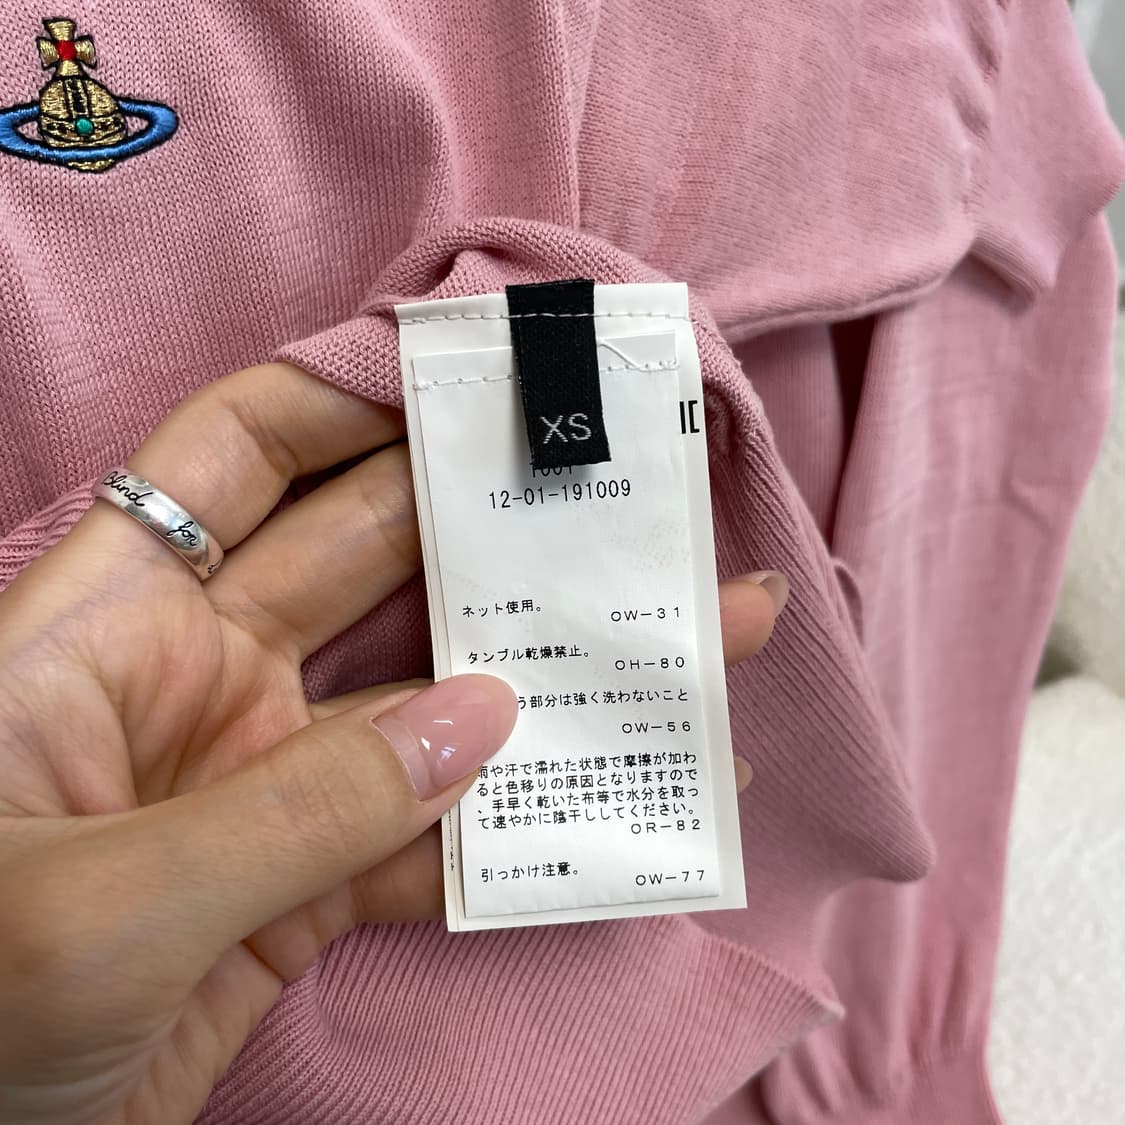 XS
12-01-191009
ネット使用。
OW-31
タンブル乾燥禁止。
OH-80
う部分は強く洗わないこと
OW-56
雨や汗で濡れた状態で摩擦が加わ
ると色移りの原因となりますので
、手早く乾いた布等で水分を取っ
て速やかに陰干ししてください。
OR-82
引っかけ注意。
OW-77
Blind for